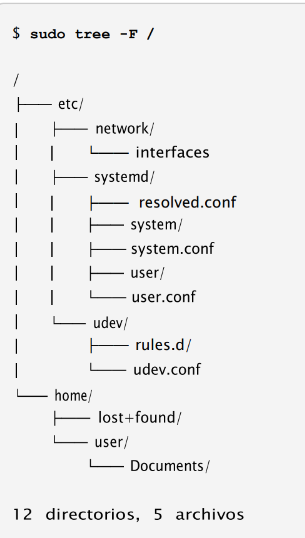 $ sudo tree -F /
/
├── etc/
│   ├── network/
│   │   └── interfaces
│   ├── systemd/
│   │   ├── resolved.conf
│   │   ├── system/
│   │   ├── system.conf
│   │   ├── user/
│   │   └── user.conf
│   └── udev/
│       ├── rules.d/
│       └── udev.conf
└── home/
    ├── lost+found/
    └── user/
        └── Documents/
12 directorios, 5 archivos